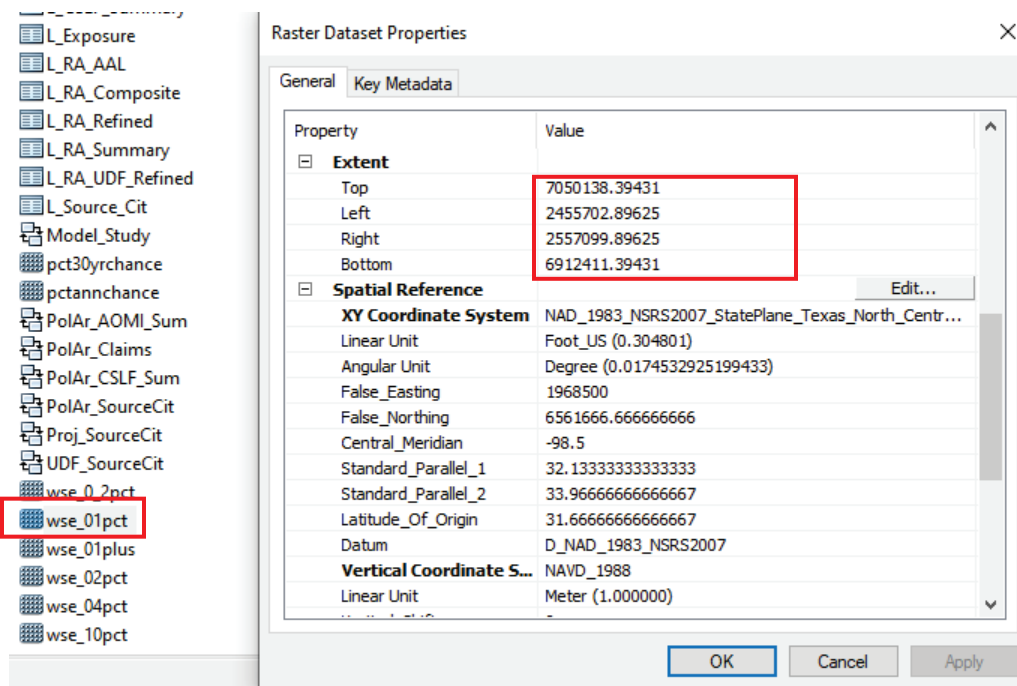 L_Exposure
L_RA_AAL
L_RA_Composite
L_RA_Refined
L_RA_Summary
L_RA_UDF_Refined
L_Source_Cit
Model_Study
pct30yrchance
pctannchance
PolAr_AOMI_Sum
PolAr_Claims
PolAr_CSLF_Sum
PolAr_SourceCit
Proj_SourceCit
UDF_SourceCit
wse_0_2pct
wse_01pct
wse_01plus
wse_02pct
wse_04pct
wse_10pct
Raster Dataset Properties
General Key Metadata
Property Value
Extent
Top 7050138.39431
Left 2455702.89625
Right 2557099.89625
Bottom 6912411.39431
Spatial Reference Edit...
XY Coordinate System NAD_1983_NSRS2007_StatePlane_Texas_North_Centr...
Linear Unit Foot_US (0.304801)
Angular Unit Degree (0.0174532925199433)
False_Easting 1968500
False_Northing 6561666.666666666
Central_Meridian -98.5
Standard_Parallel_1 32.13333333333333
Standard_Parallel_2 33.96666666666667
Latitude_Of_Origin 31.66666666666667
Datum D_NAD_1983_NSRS2007
Vertical Coordinate S... NAVD_1988
Linear Unit Meter (1.000000)
OK Cancel Apply